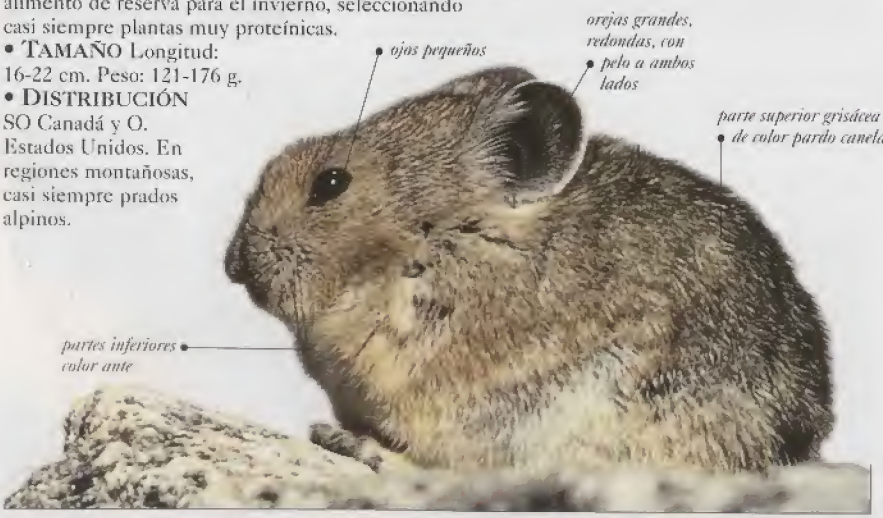 alimento de reserva para el invierno, seleccionando
casi siempre plantas muy proteínicas.
• TAMAÑO Longitud:
16-22 cm. Peso: 121-176 g.
• DISTRIBUCIÓN
SO Canadá y O.
Estados Unidos. En
regiones montañosas,
casi siempre prados
alpinos.
ojos pequeños
orejas grandes,
redondas, con
pelo a ambos
lados
parte superior grisácea
de color pardo canela
partes inferiores
color ante